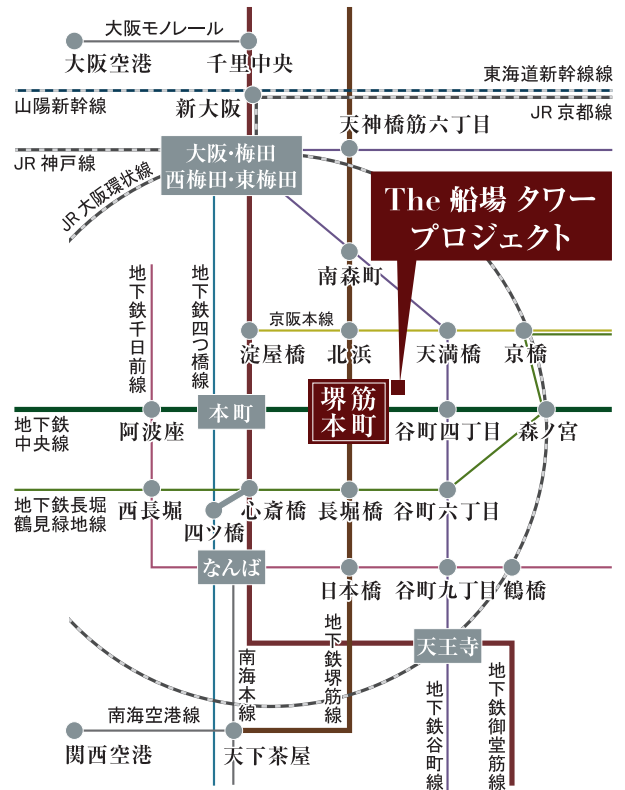 大阪モノレール
大阪空港
千里中央
東海道新幹線
山陽新幹線
新大阪
JR 京都線
天神橋筋六丁目
JR 神戸線
大阪・梅田
西梅田・東梅田
JR 大阪環状線
The 船場 タワー
プロジェクト
地下鉄千日前線
地下鉄四つ橋線
南森町
京阪本線
淀屋橋
北浜
天満橋
京橋
地下鉄
中央線
阿波座
本町
堺筋
本町
谷町四丁目
森ノ宮
地下鉄長堀
鶴見緑地線
西長堀
四ツ橋
心斎橋
長堀橋
谷町六丁目
なんば
日本橋
谷町九丁目
鶴橋
地下鉄堺筋線
天王寺
南海本線
地下鉄谷町線
地下鉄御堂筋線
南海空港線
関西空港
天下茶屋